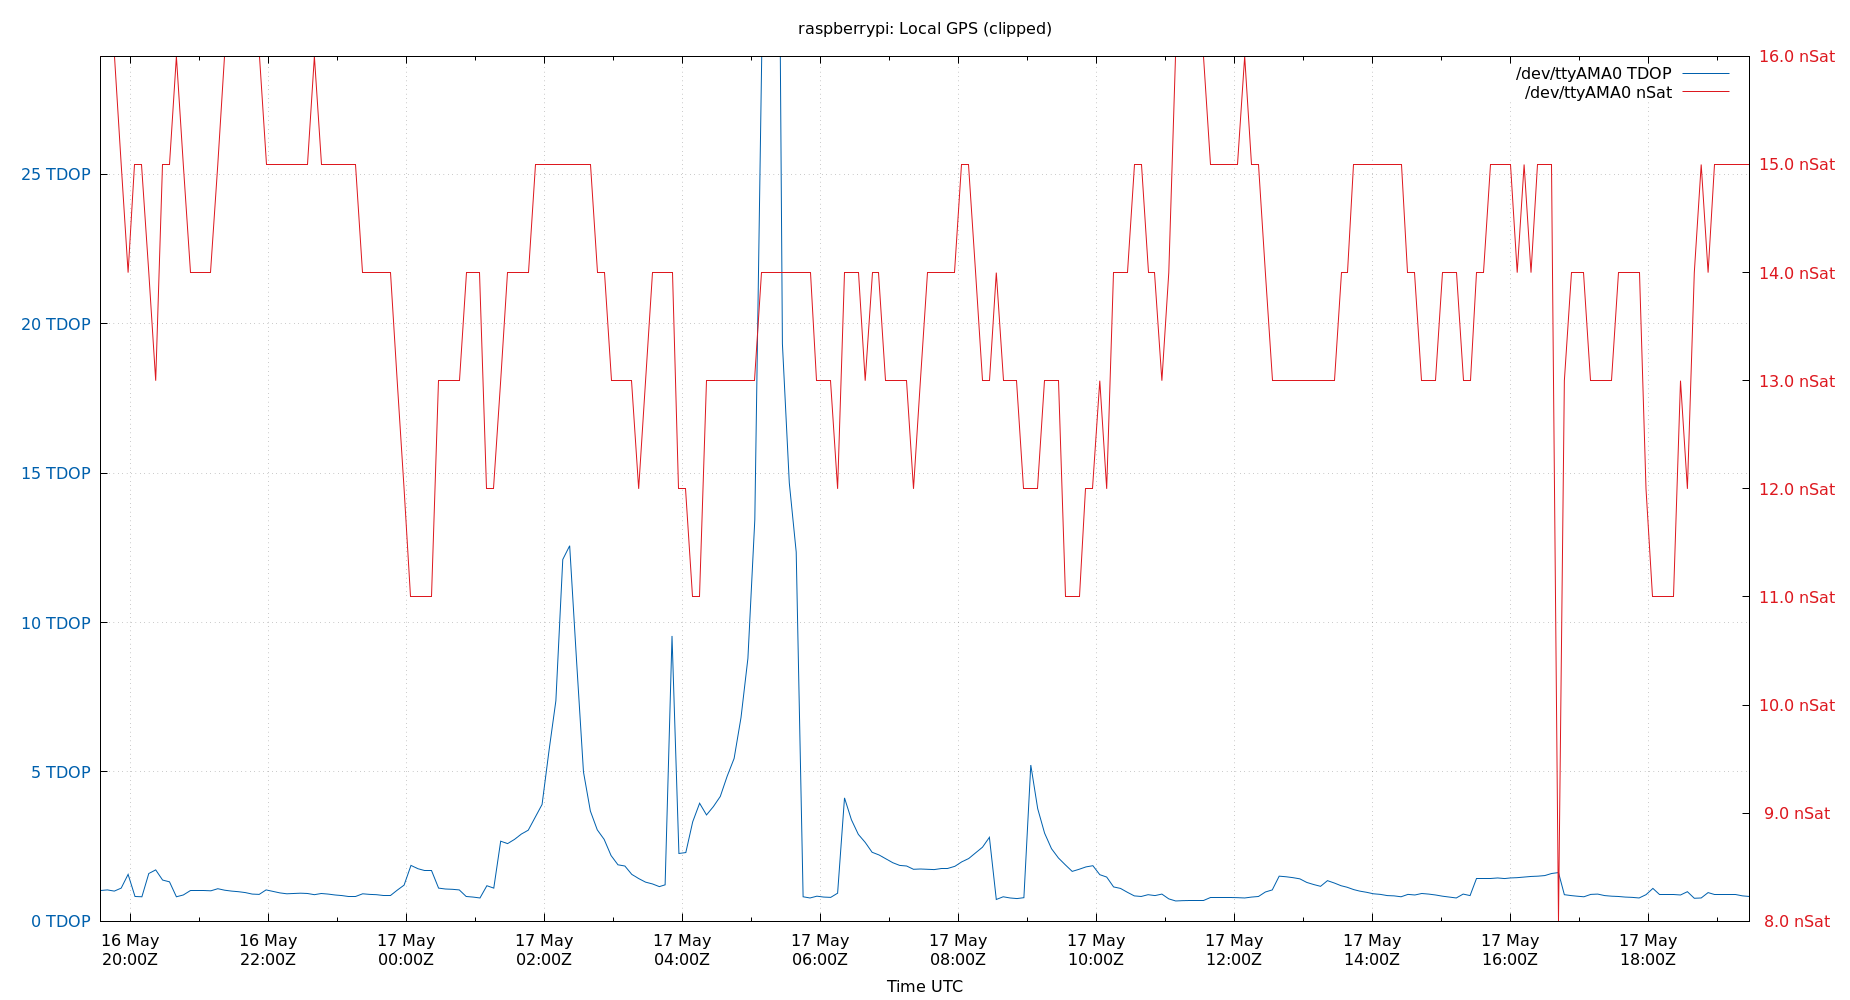 raspberrypi: Local GPS (clipped)
/dev/ttyAMA0 TDOP
/dev/ttyAMA0 nSat
25 TDOP
20 TDOP
15 TDOP
10 TDOP
5 TDOP
0 TDOP
16.0 nSat
15.0 nSat
14.0 nSat
13.0 nSat
12.0 nSat
11.0 nSat
10.0 nSat
9.0 nSat
8.0 nSat
16 May 16 May 17 May 17 May 17 May 17 May 17 May 17 May 17 May 17 May 17 May 17 May
20:00Z 22:00Z 00:00Z 02:00Z 04:00Z 06:00Z 08:00Z 10:00Z 12:00Z 14:00Z 16:00Z 18:00Z
Time UTC